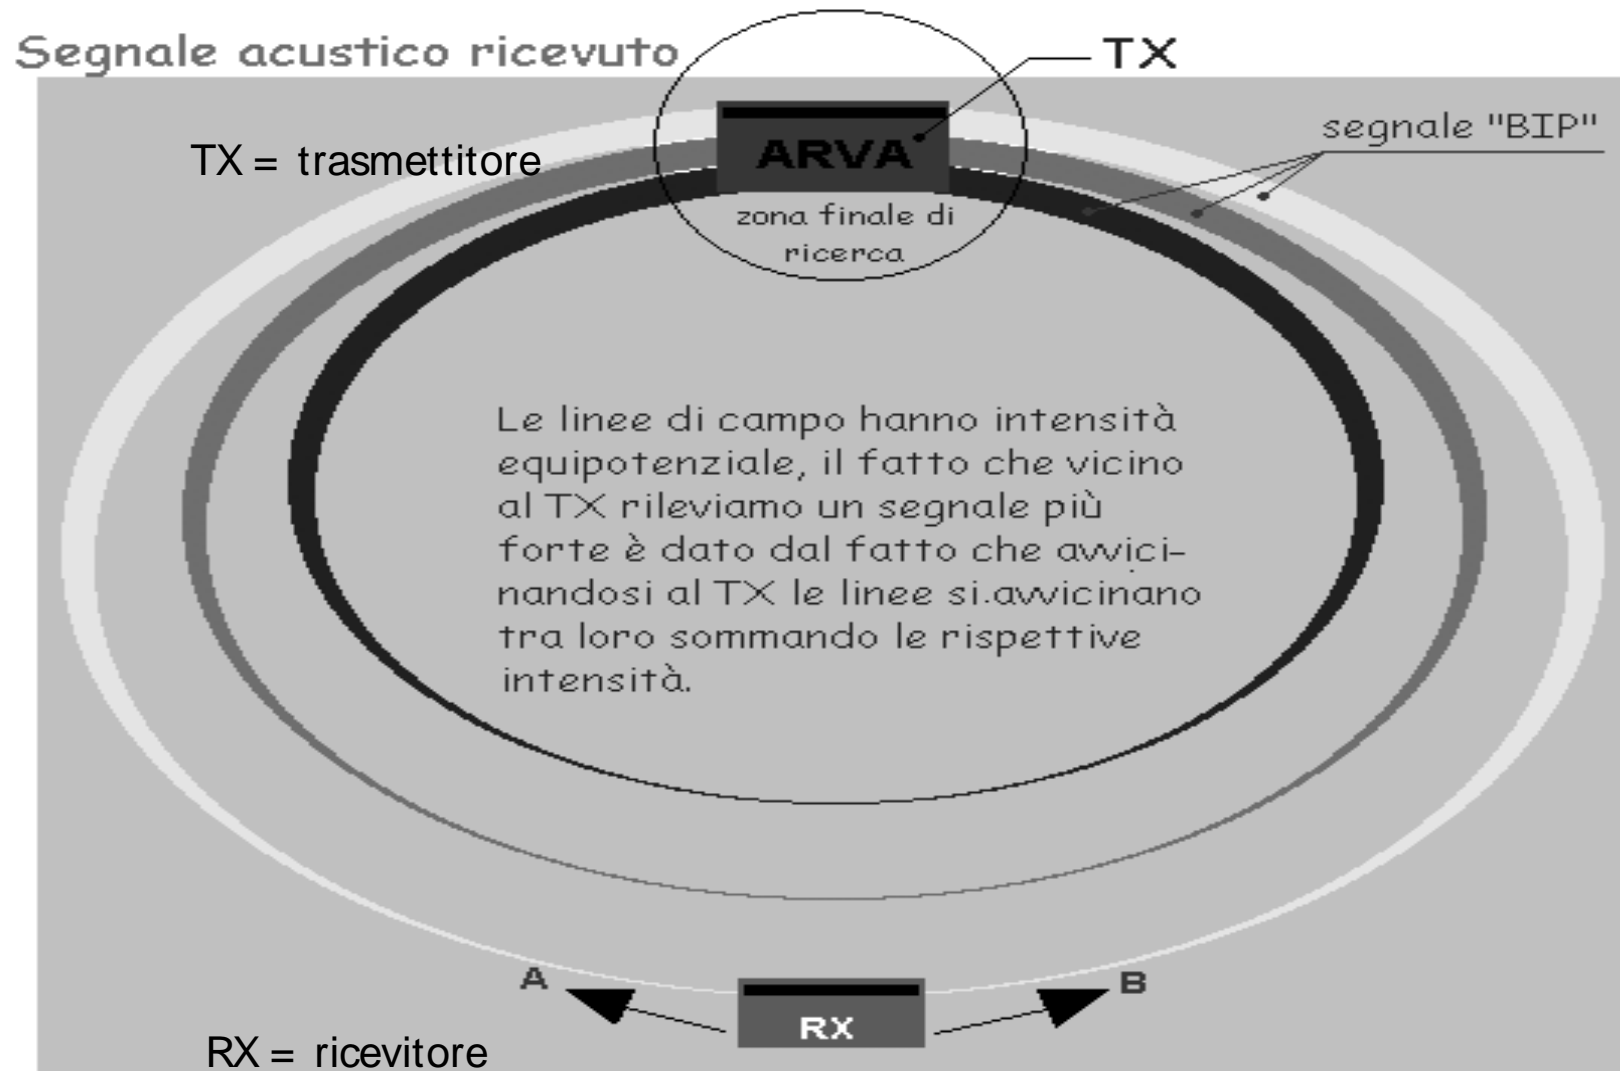 Segnale acustico ricevuto
TX
segnale "BIP"
TX = trasmettitore
ARVA
zona finale di
ricerca
Le linee di campo hanno intensità
equipotenziale, il fatto che vicino
al TX rileviamo un segnale più
forte è dato dal fatto che avvici-
nandosi al TX le linee si.avvicinano
tra loro sommando le rispettive
intensità.
A
B
RX
RX = ricevitore